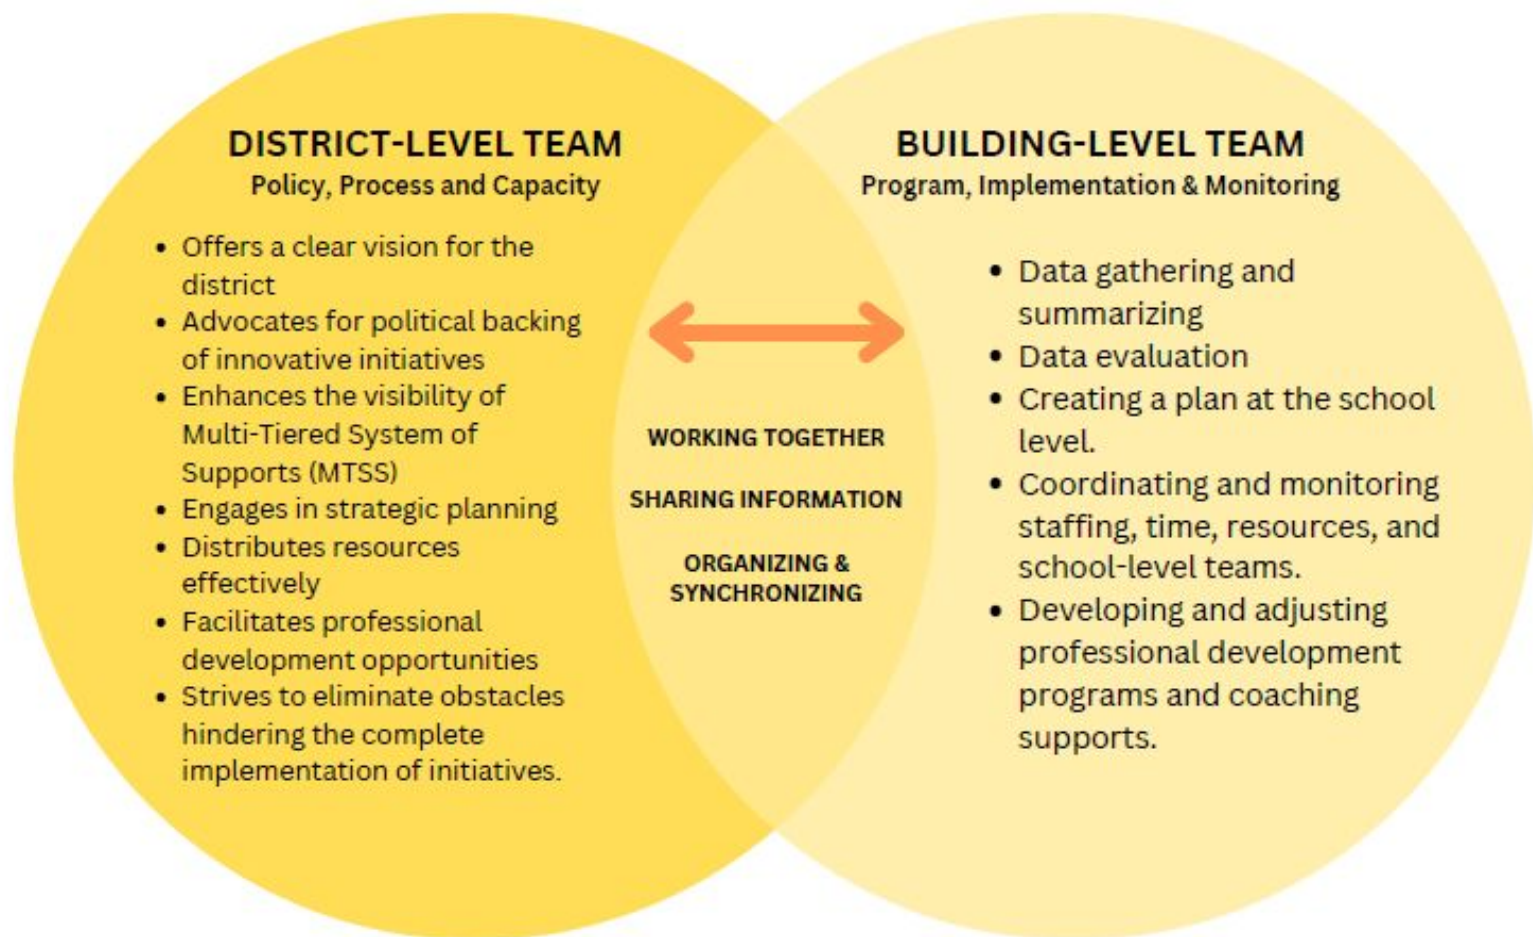 DISTRICT-LEVEL TEAM
Policy, Process and Capacity
• Offers a clear vision for the
district
• Advocates for political backing
of innovative initiatives
• Enhances the visibility of
Multi-Tiered System of
Supports (MTSS)
• Engages in strategic planning
• Distributes resources
effectively
• Facilitates professional
development opportunities
• Strives to eliminate obstacles
hindering the complete
implementation of initiatives.
WORKING TOGETHER
SHARING INFORMATION
ORGANIZING &
SYNCHRONIZING
BUILDING-LEVEL TEAM
Program, Implementation & Monitoring
• Data gathering and
summarizing
• Data evaluation
• Creating a plan at the school
level.
• Coordinating and monitoring
staffing, time, resources, and
school-level teams.
• Developing and adjusting
professional development
programs and coaching
supports.